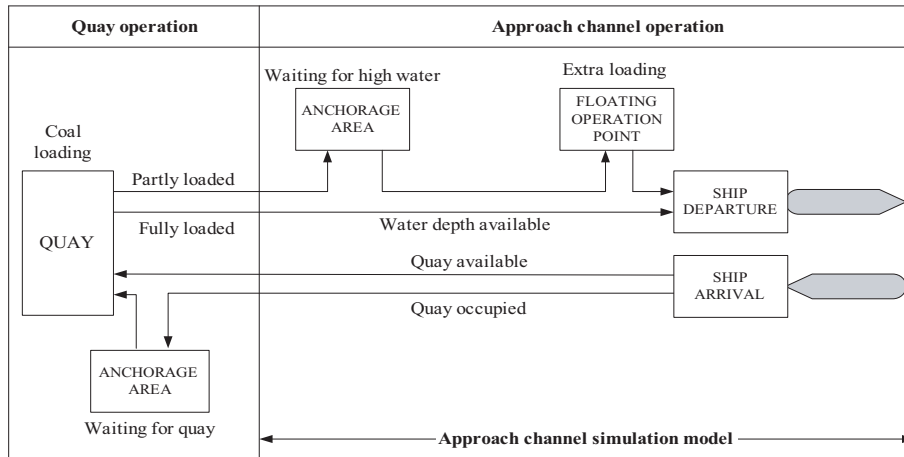 Quay operation
Approach channel operation
Waiting for high water
Extra loading
ANCHORAGE
AREA
FLOATING
OPERATION
POINT
Coal
loading
Partly loaded
SHIP
DEPARTURE
QUAY
Fully loaded
Water depth available
Quay available
SHIP
ARRIVAL
Quay occupied
ANCHORAGE
AREA
Waiting for quay
Approach channel simulation model